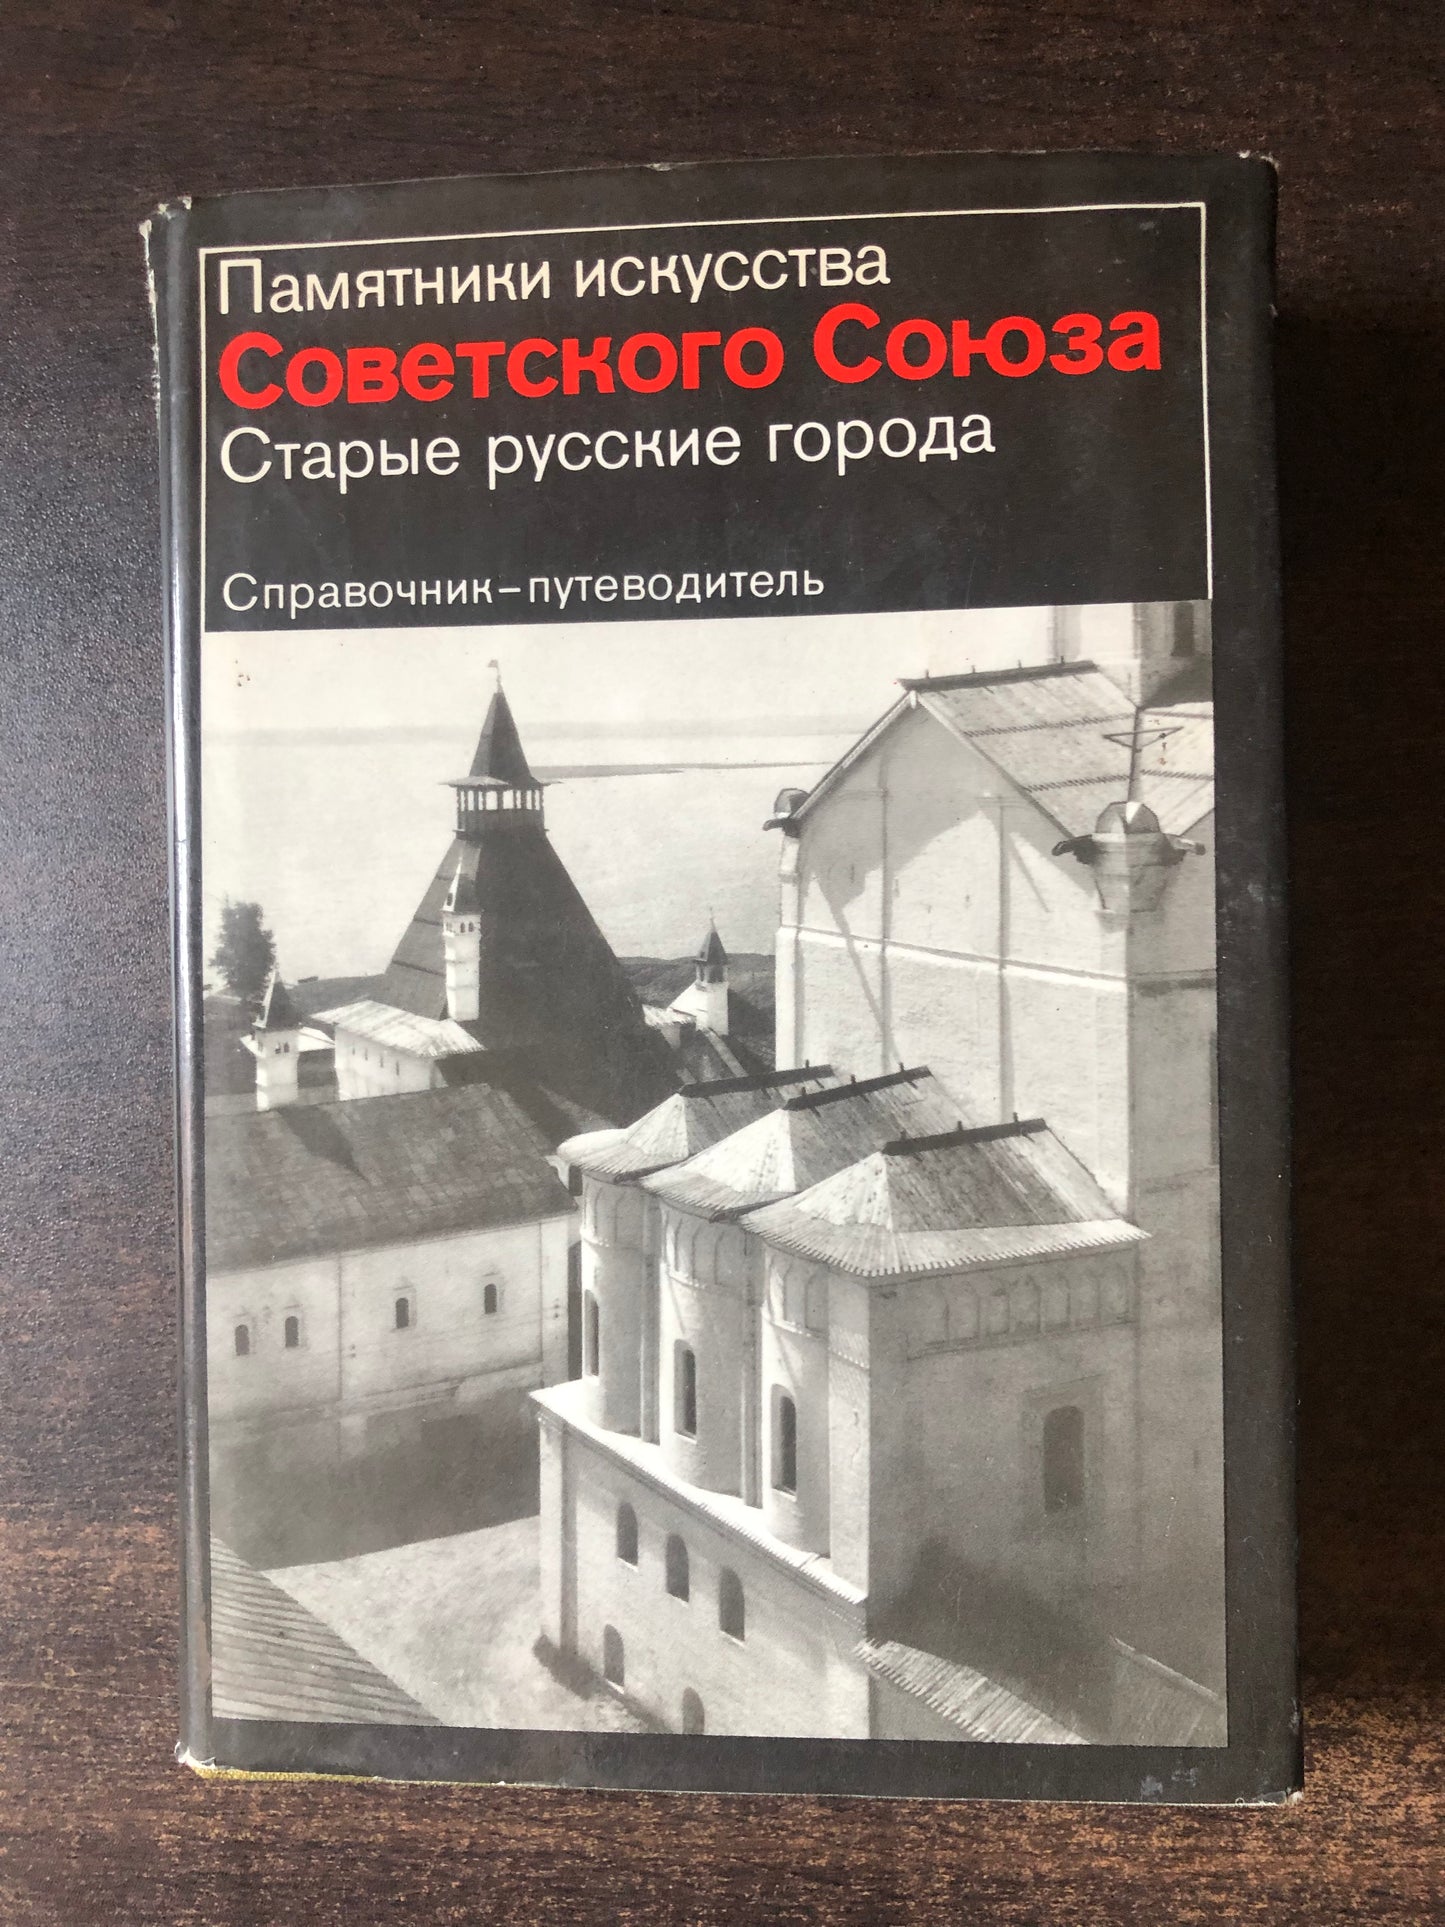 Памятники искусства
Советского Союза
Старые русские города
Справочник-путеводитель